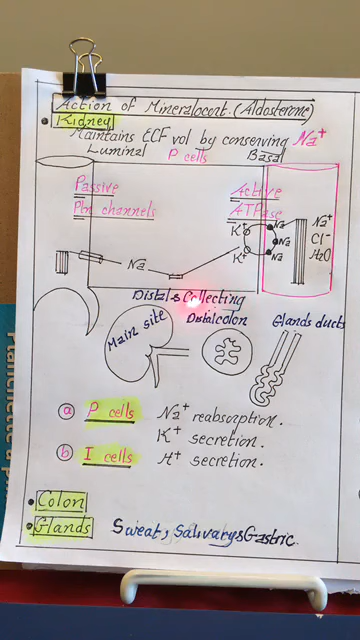 Action of Mineralocort. (Aldosterone)
Kidney
Maintains ECF vol by conserving Na+
Luminal P cells Basal
Passive Active
Ptn channels ATPase
K+ Na Na+
Na Cl-
K+ Na H2O
Na
Distal & Collecting
Main site Distal colon Glands ducts
a P cells Na+ reabsorption.
K+ secretion.
b I cells H+ secretion.
Colon
Glands Sweat, Salivary & Gastric.